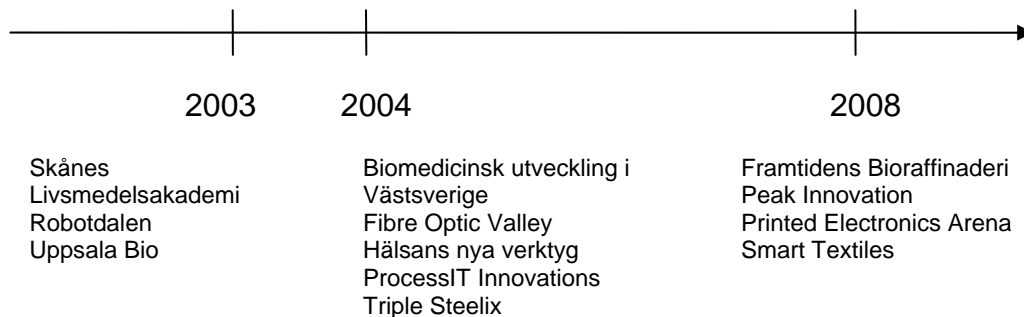 2003
2004
2008
Skånes
Livsmedelsakademi
Robotdalen
Uppsala Bio
Biomedicinsk utveckling i
Västsverige
Fibre Optic Valley
Hälsans nya verktyg
ProcessIT Innovations
Triple Steelix
Framtidens Bioraffinaderi
Peak Innovation
Printed Electronics Arena
Smart Textiles